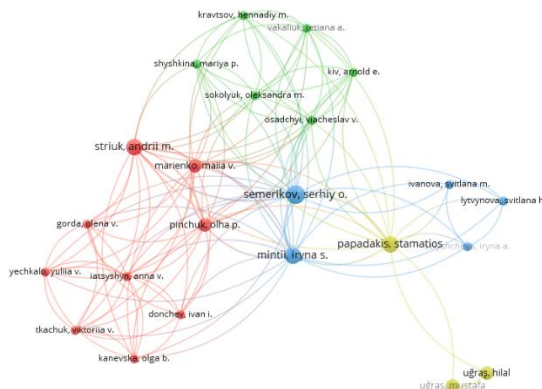 kravtsov, hennadiy m.
vakaliuk, tetiana a.
shyshkina, mariya p.
kiv, arnold e.
sokolyuk, oleksandra m.
osadchyi, viacheslav v.
striuk, andrii m.
marienko, maiia v.
semerikov, serhiy o.
ivanova, svitlana m.
lytvynova, svitlana h
gorda, olena v.
pinchuk, olha p.
papadakis, stamatios
iryna a.
mintii, iryna s.
yechkalo, yuliia v.
iatsyshyn, anna v.
donchev, ivan i.
tkachuk, viktoriia v.
kanevska, olga b.
uğraş, hilal
uğraş, mustafa